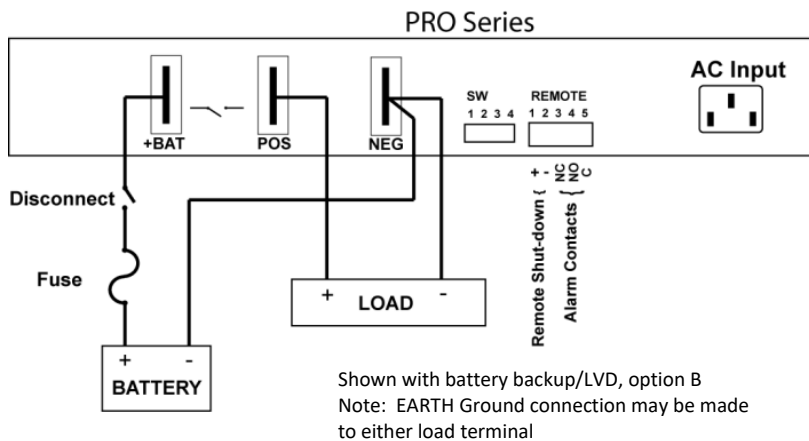 PRO Series
AC Input
SW
1 2 3 4
REMOTE
1 2 3 4 5
+BAT
POS
NEG
Disconnect
Fuse
+ -
NC
NO
C
Remote Shut-down {
Alarm Contacts {
+ LOAD -
+ -
BATTERY
Shown with battery backup/LVD, option B
Note: EARTH Ground connection may be made
to either load terminal